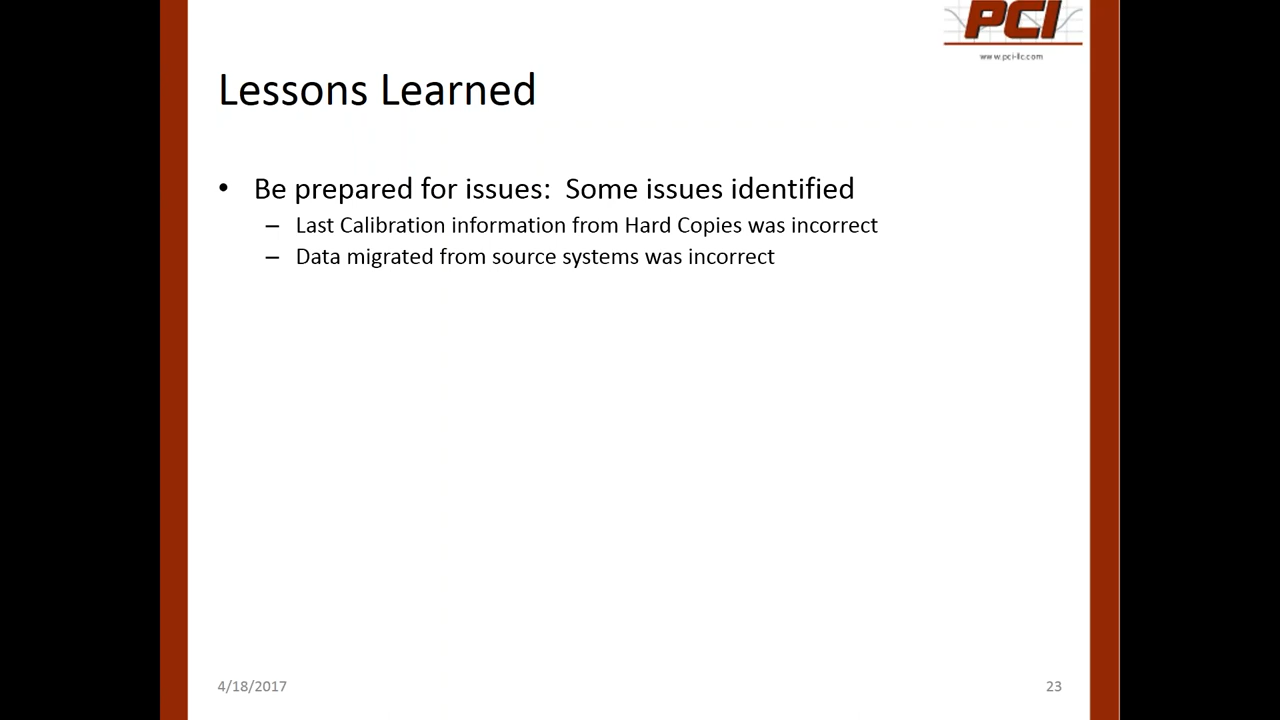 PCI
www.pci-llc.com
Lessons Learned
• Be prepared for issues:  Some issues identified
– Last Calibration information from Hard Copies was incorrect
– Data migrated from source systems was incorrect
4/18/2017
23